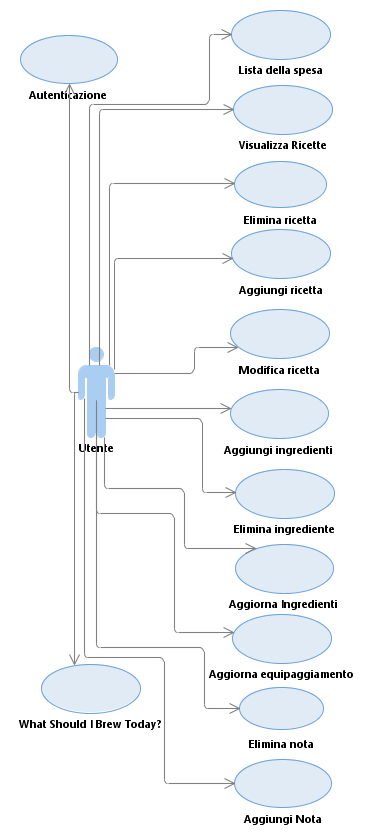 Lista della spesa
Autenticazione
Visualizza Ricette
Elimina ricetta
Aggiungi ricetta
Modifica ricetta
Utente
Aggiungi ingredienti
Elimina ingrediente
Aggiorna Ingredienti
Aggiorna equipaggiamento
What Should I Brew Today?
Elimina nota
Aggiungi Nota